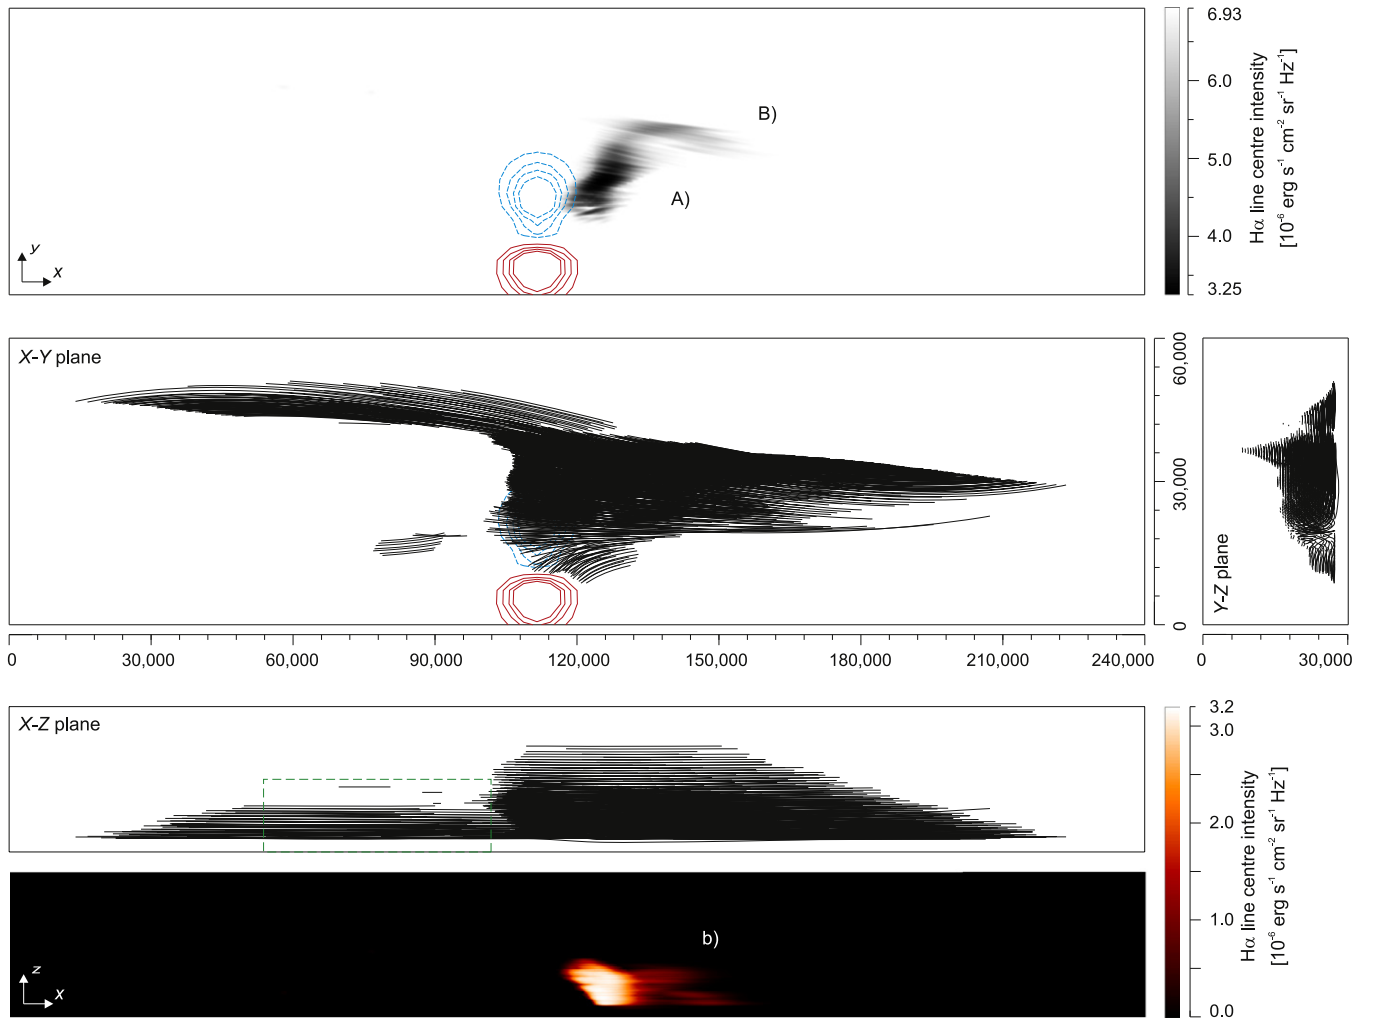 6.93
6.0
5.0
4.0
3.25
Hα line centre intensity
[10⁻⁶ erg s⁻¹ cm⁻² sr⁻¹ Hz⁻¹]
B)
A)
y
x
X-Y plane
60,000
30,000
0
Y-Z plane
0 30,000 60,000 90,000 120,000 150,000 180,000 210,000 240,000
0 30,000
X-Z plane
3.2
3.0
2.0
1.0
0.0
Hα line centre intensity
[10⁻⁶ erg s⁻¹ cm⁻² sr⁻¹ Hz⁻¹]
b)
z
x